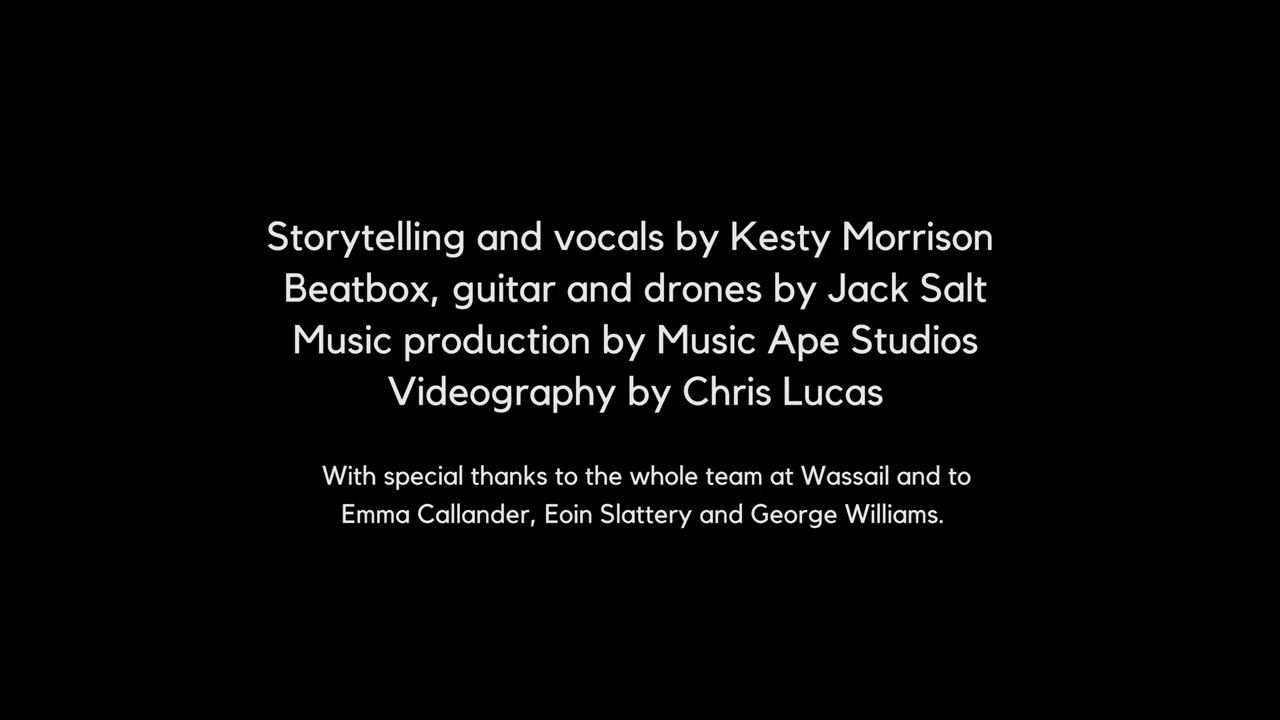 Storytelling and vocals by Kesty Morrison
Beatbox, guitar and drones by Jack Salt
Music production by Music Ape Studios
Videography by Chris Lucas
With special thanks to the whole team at Wassail and to
Emma Callander, Eoin Slattery and George Williams.